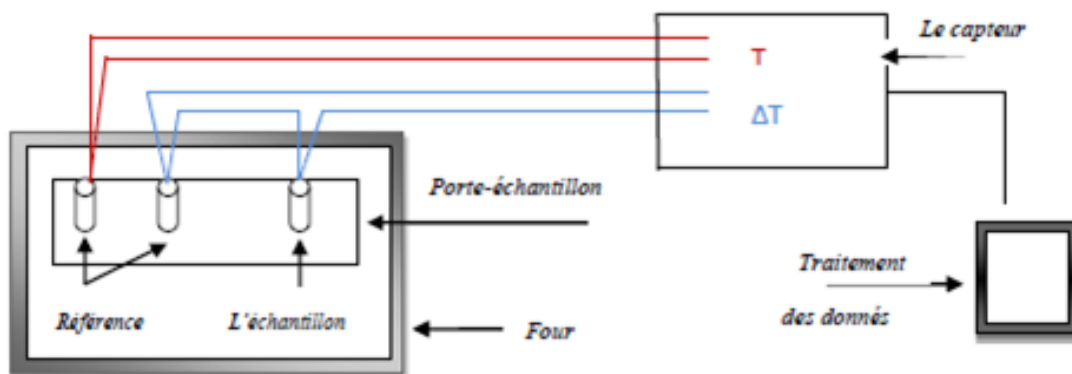 Le capteur
T
ΔT
Porte-échantillon
Traitement
des donnés
Référence
L'échantillon
Four